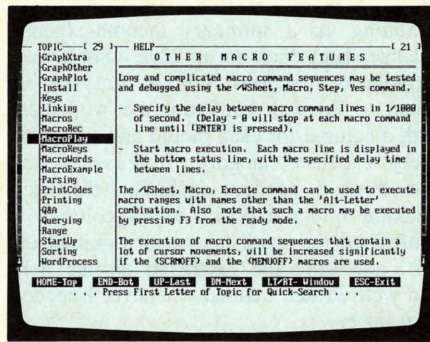 TOPIC [ 29 ]
GraphXtra
GraphOther
GraphPlot
Install
Keys
Linking
Macros
MacroRec
MacroPlay
MacroKeys
MacroWords
MacroExample
Parsing
PrintCodes
Printing
Q&A
Querying
Range
StartUp
Sorting
WordProcess
HELP [ 21 ]
OTHER MACRO FEATURES
Long and complicated macro command sequences may be tested
and debugged using the /WSheet, Macro, Step, Yes command.
- Specify the delay between macro command lines in 1/1000
of second. (Delay = 0 will stop at each macro command
line until <ENTER> is pressed).
- Start macro execution. Each macro line is displayed in
the bottom status line, with the specified delay time
between lines.
The /WSheet, Macro, Execute command can be used to execute
macro ranges with names other than the 'Alt-Letter'
combination. Also note that such a macro may be executed
by pressing F3 from the ready mode.
The execution of macro command sequences that contain a
lot of cursor movements, will be increased significantly
if the <SCRNOFF> and the <MENUOFF> macros are used.
HOME-Top END-Bot UP-Last DN-Next LT/RT- Window ESC-Exit
. . . Press First Letter of Topic for Quick-Search . . .